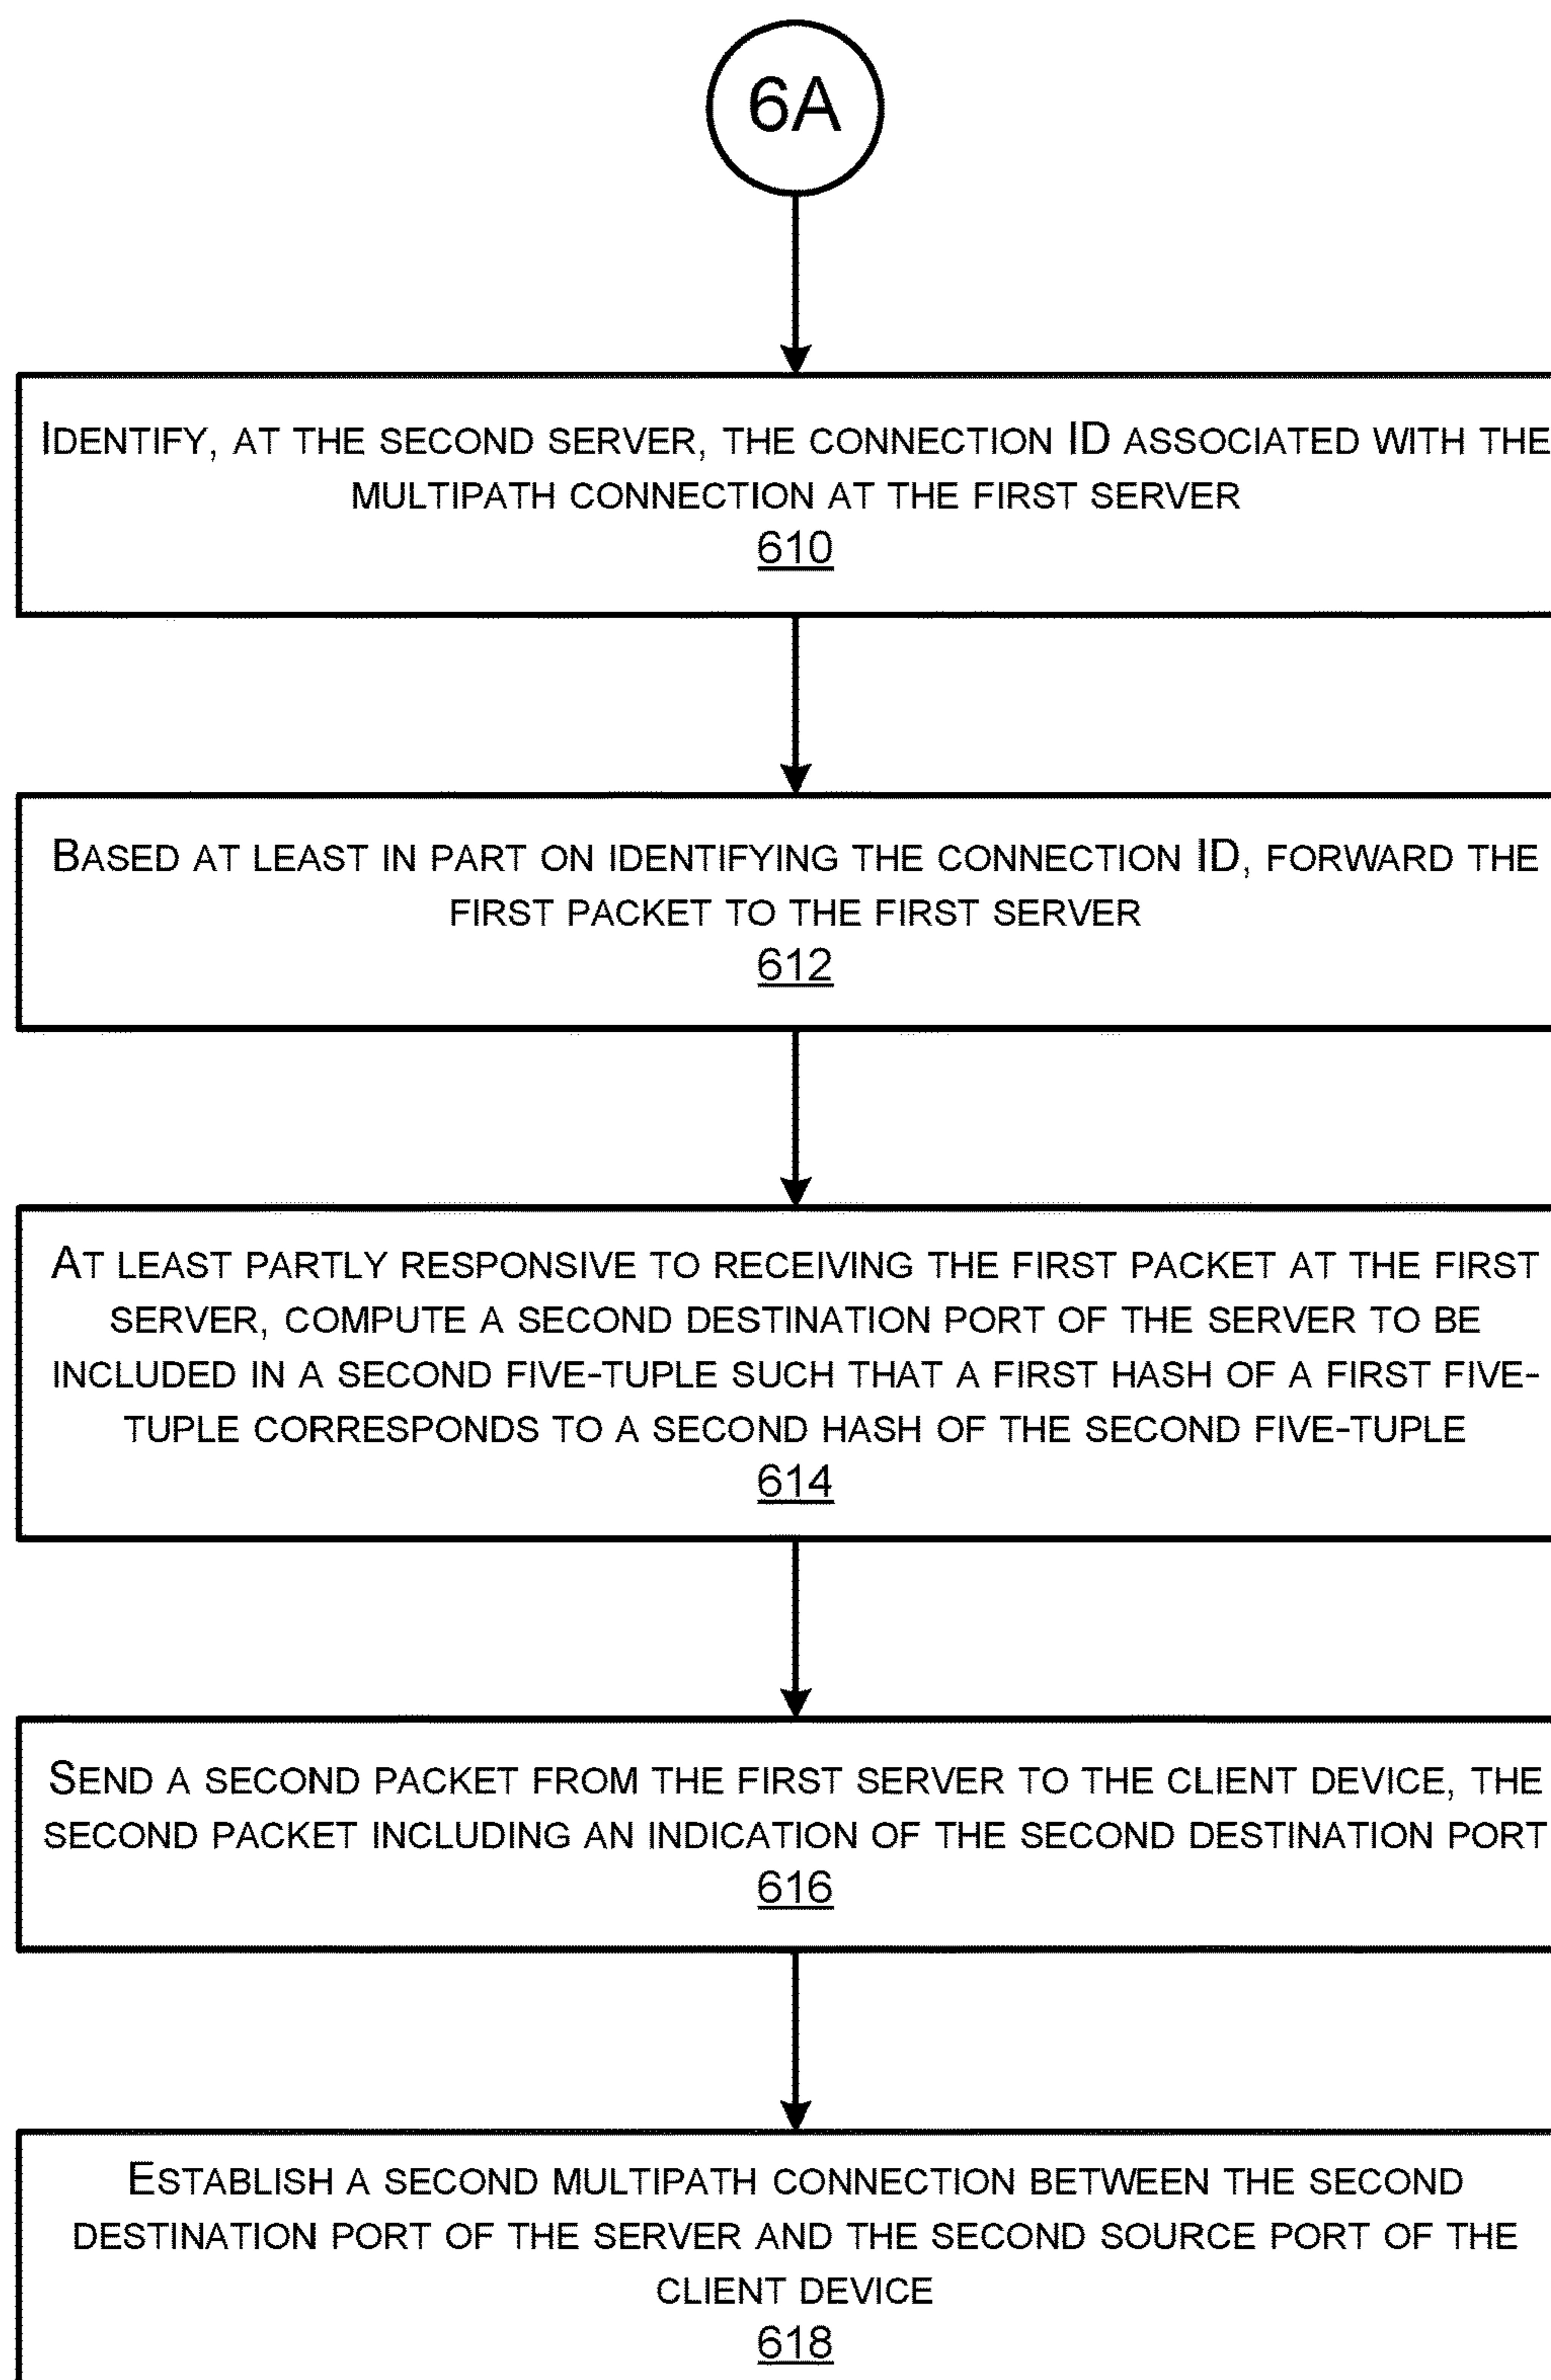 6A
IDENTIFY, AT THE SECOND SERVER, THE CONNECTION ID ASSOCIATED WITH THE
MULTIPATH CONNECTION AT THE FIRST SERVER
610
BASED AT LEAST IN PART ON IDENTIFYING THE CONNECTION ID, FORWARD THE
FIRST PACKET TO THE FIRST SERVER
612
AT LEAST PARTLY RESPONSIVE TO RECEIVING THE FIRST PACKET AT THE FIRST
SERVER, COMPUTE A SECOND DESTINATION PORT OF THE SERVER TO BE
INCLUDED IN A SECOND FIVE-TUPLE SUCH THAT A FIRST HASH OF A FIRST FIVE-
TUPLE CORRESPONDS TO A SECOND HASH OF THE SECOND FIVE-TUPLE
614
SEND A SECOND PACKET FROM THE FIRST SERVER TO THE CLIENT DEVICE, THE
SECOND PACKET INCLUDING AN INDICATION OF THE SECOND DESTINATION PORT
616
ESTABLISH A SECOND MULTIPATH CONNECTION BETWEEN THE SECOND
DESTINATION PORT OF THE SERVER AND THE SECOND SOURCE PORT OF THE
CLIENT DEVICE
618